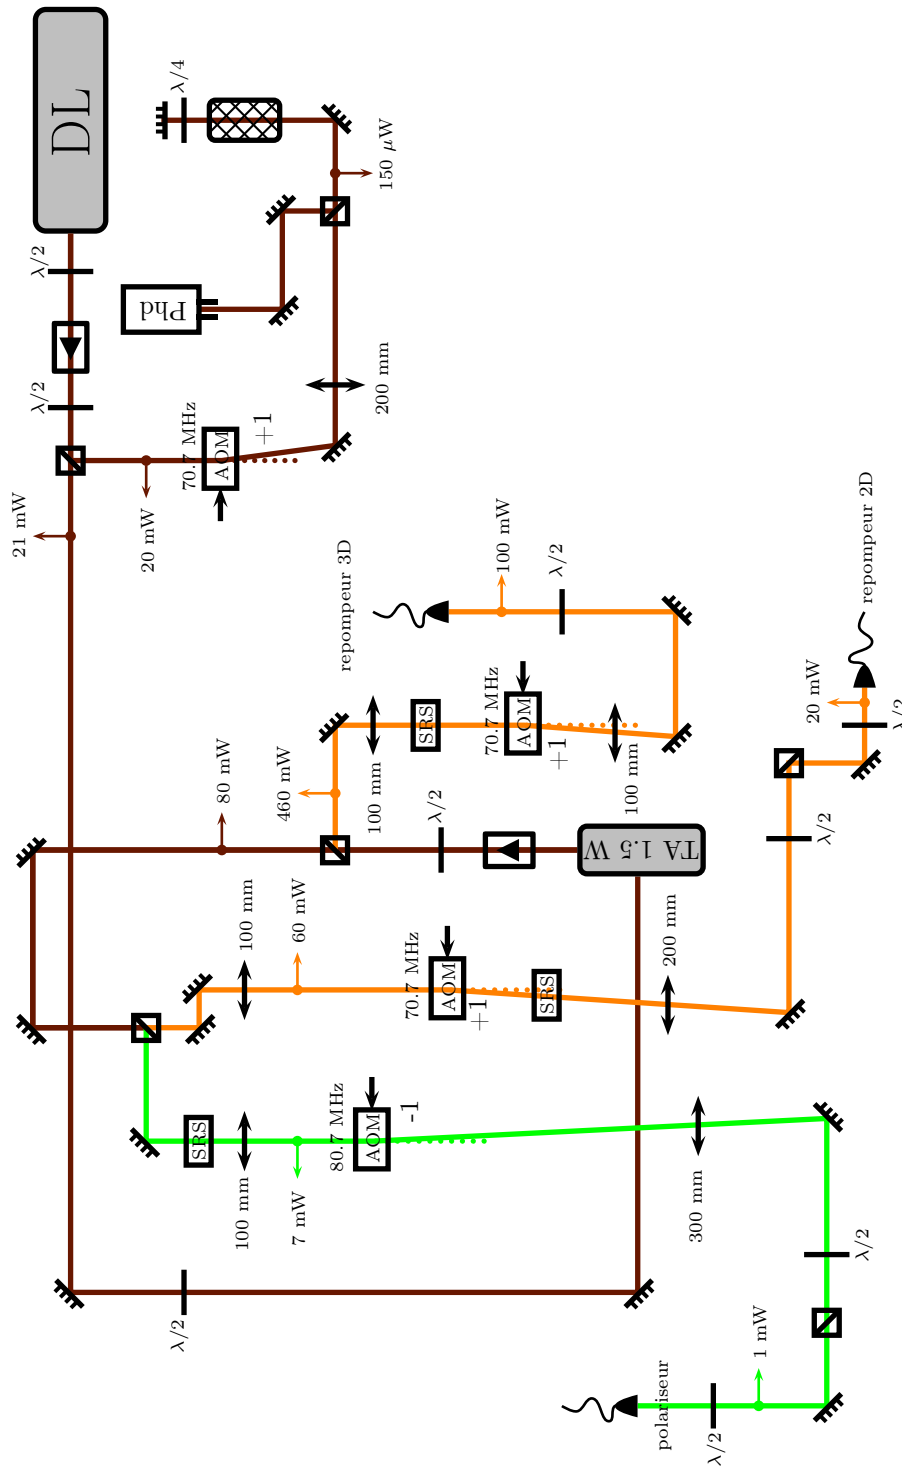 DL
λ/4
150 μW
λ/2
Phd
λ/2
200 mm
70.7 MHz
AOM
+1
21 mW
20 mW
100 mW
λ/2
repompeur 3D
repompeur 2D
20 mW
λ/2
SRS
70.7 MHz
AOM
+1
100 mm
100 mm
460 mW
80 mW
λ/2
λ/2
TA 1.5 W
100 mm
60 mW
70.7 MHz
AOM
+1
SRS
200 mm
SRS
100 mm
7 mW
80.7 MHz
AOM
-1
300 mm
λ/2
λ/2
1 mW
polariseur
λ/2